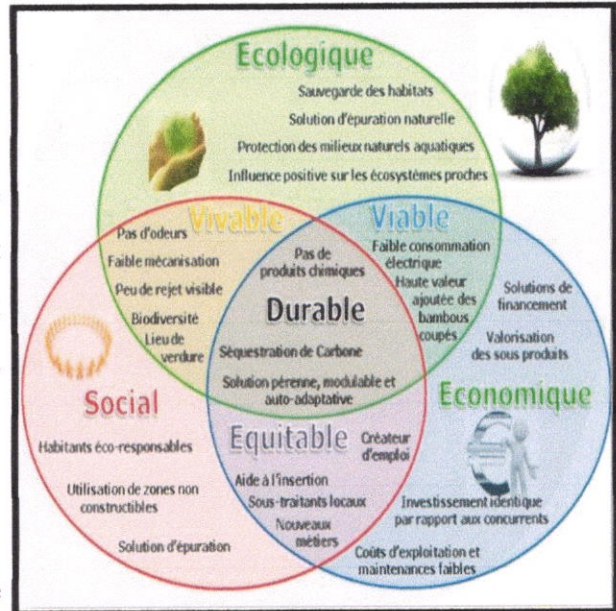 Ecologique
Sauvegarde des habitats
Solution d'épuration naturelle
Protection des milieux naturels aquatiques
Influence positive sur les écosystèmes proches
Vivable
Viable
Pas d'odeurs
Faible mécanisation
Peu de rejet visible
Biodiversité
Lieu de
verdure
Pas de
produits chimiques
Faible consommation
électrique
Haute valeur
ajoutée des
bambous
coupés
Solutions de
financement
Valorisation
des sous produits
Durable
Séquestration de Carbone
Solution pérenne, modulable et
auto-adaptative
Social
Economique
Habitants éco-responsables
Utilisation de zones non
constructibles
Solution d'épuration
Equitable
Créateur
d'emploi
Aide à l'insertion
Sous-traitants locaux
Nouveaux
métiers
Investissement identique
par rapport aux concurrents
Coûts d'exploitation et
maintenances faibles